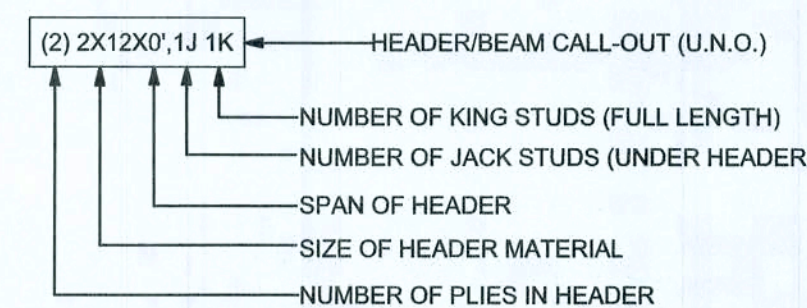 (2) 2X12X0',1J 1K HEADER/BEAM CALL-OUT (U.N.O.)
NUMBER OF KING STUDS (FULL LENGTH)
NUMBER OF JACK STUDS (UNDER HEADER
SPAN OF HEADER
SIZE OF HEADER MATERIAL
NUMBER OF PLIES IN HEADER